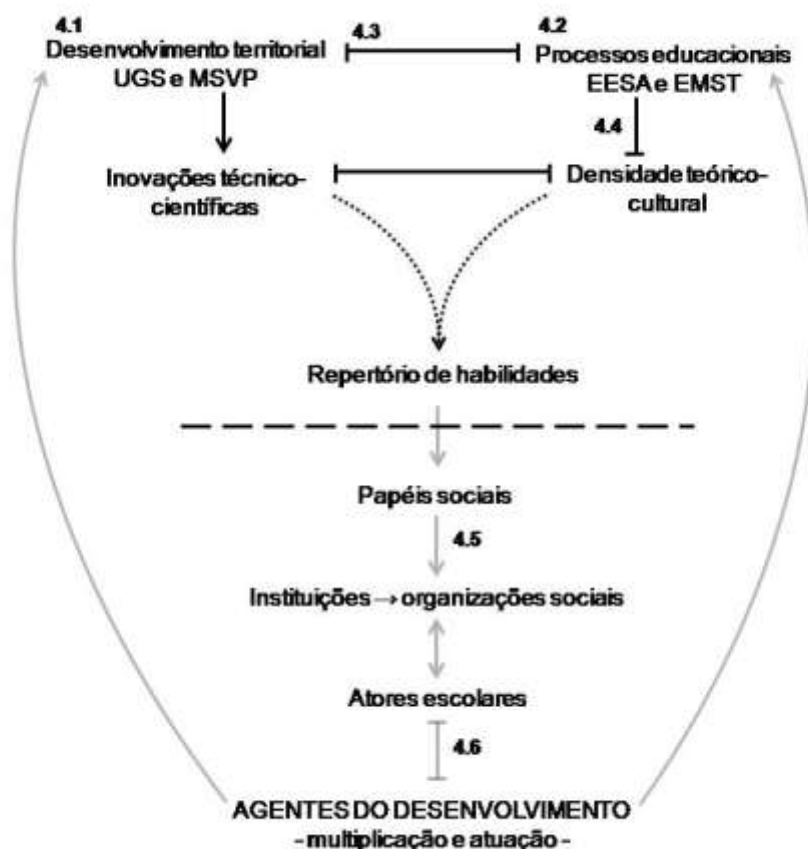 4.1
4.3
4.2
Desenvolvimento territorial
UGS e MSVP
Processos educacionais
EESA e EMST
4.4
Inovações técnico-
científicas
Densidade teórico-
cultural
Repertório de habilidades
Papéis sociais
4.5
Instituições → organizações sociais
Atores escolares
4.6
AGENTES DO DESENVOLVIMENTO
- multiplicação e atuação -